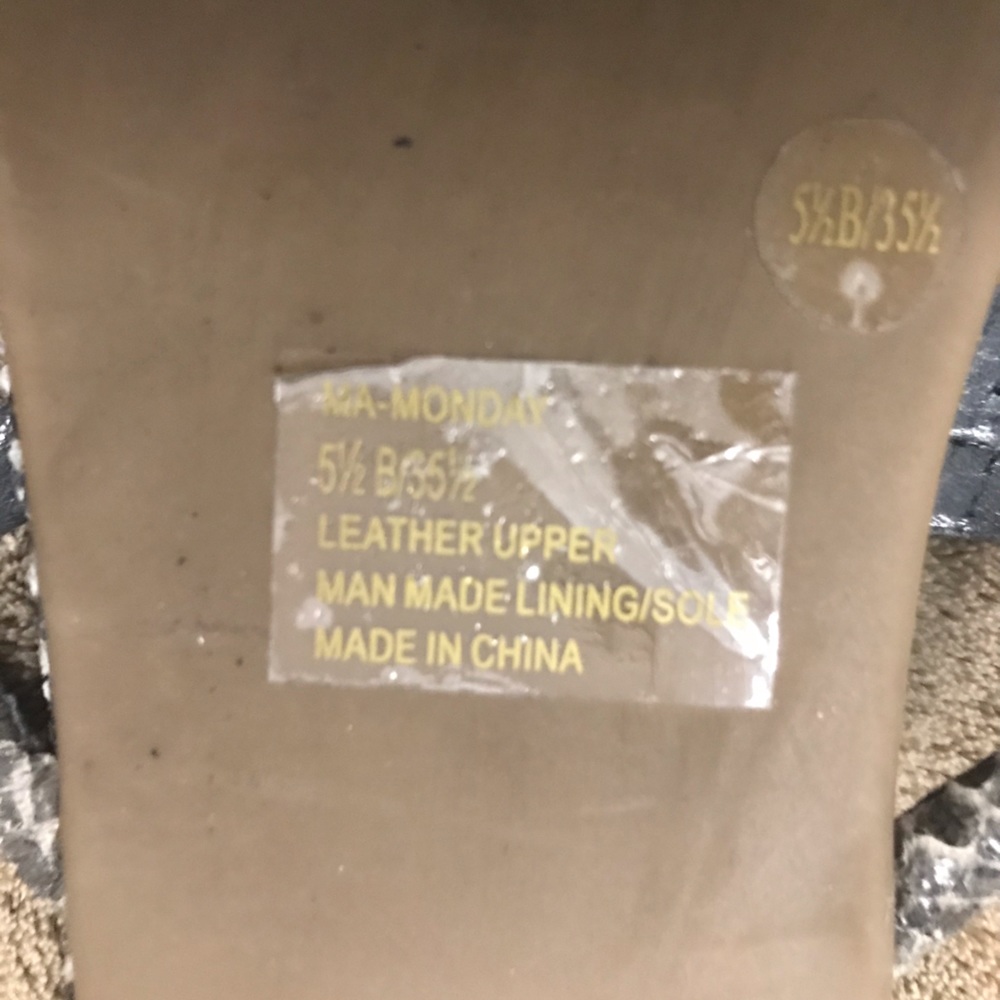 5½B/35½
MA-MONDAY
5½ B/35½
LEATHER UPPER
MAN MADE LINING/SOLE
MADE IN CHINA